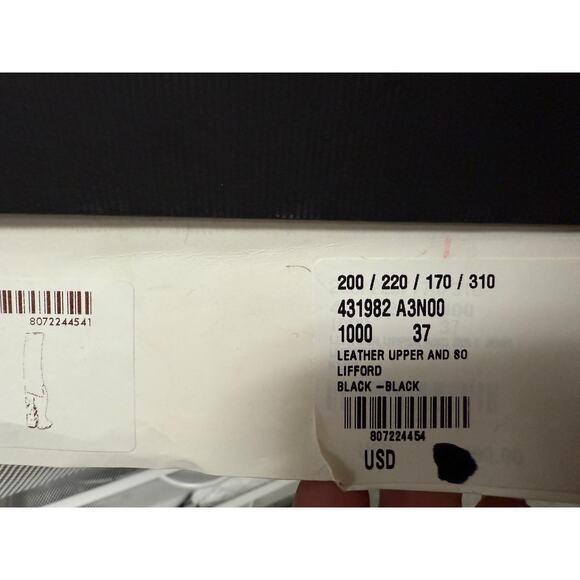 8072244541
200 / 220 / 170 / 310
431982 A3N00
1000 37
LEATHER UPPER AND SO
LIFFORD
BLACK -BLACK
807224454
USD